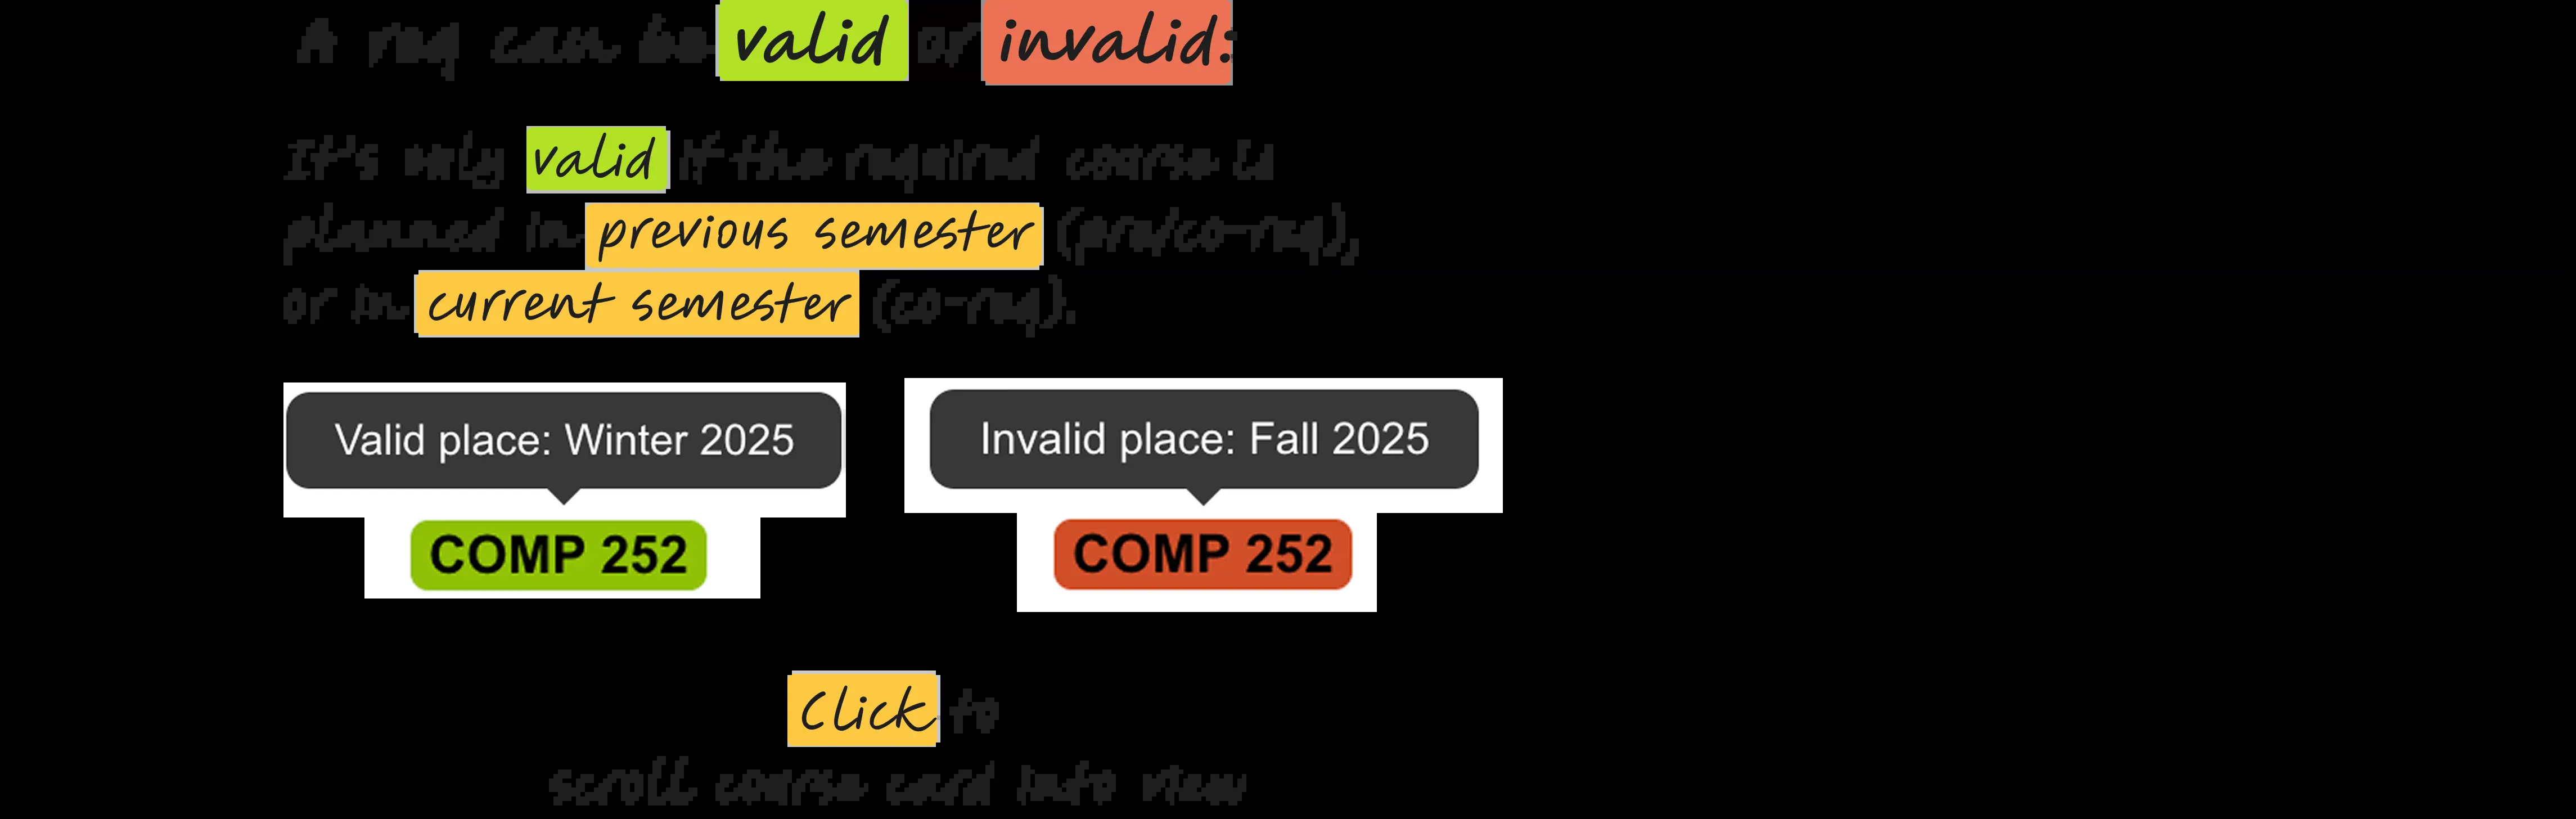 A req can be valid or invalid:
It's only valid if the required course is
planned in previous semester (pre/co-req),
or in current semester (co-req).
Valid place: Winter 2025
Invalid place: Fall 2025
COMP 252
COMP 252
Click to
scroll course card into view